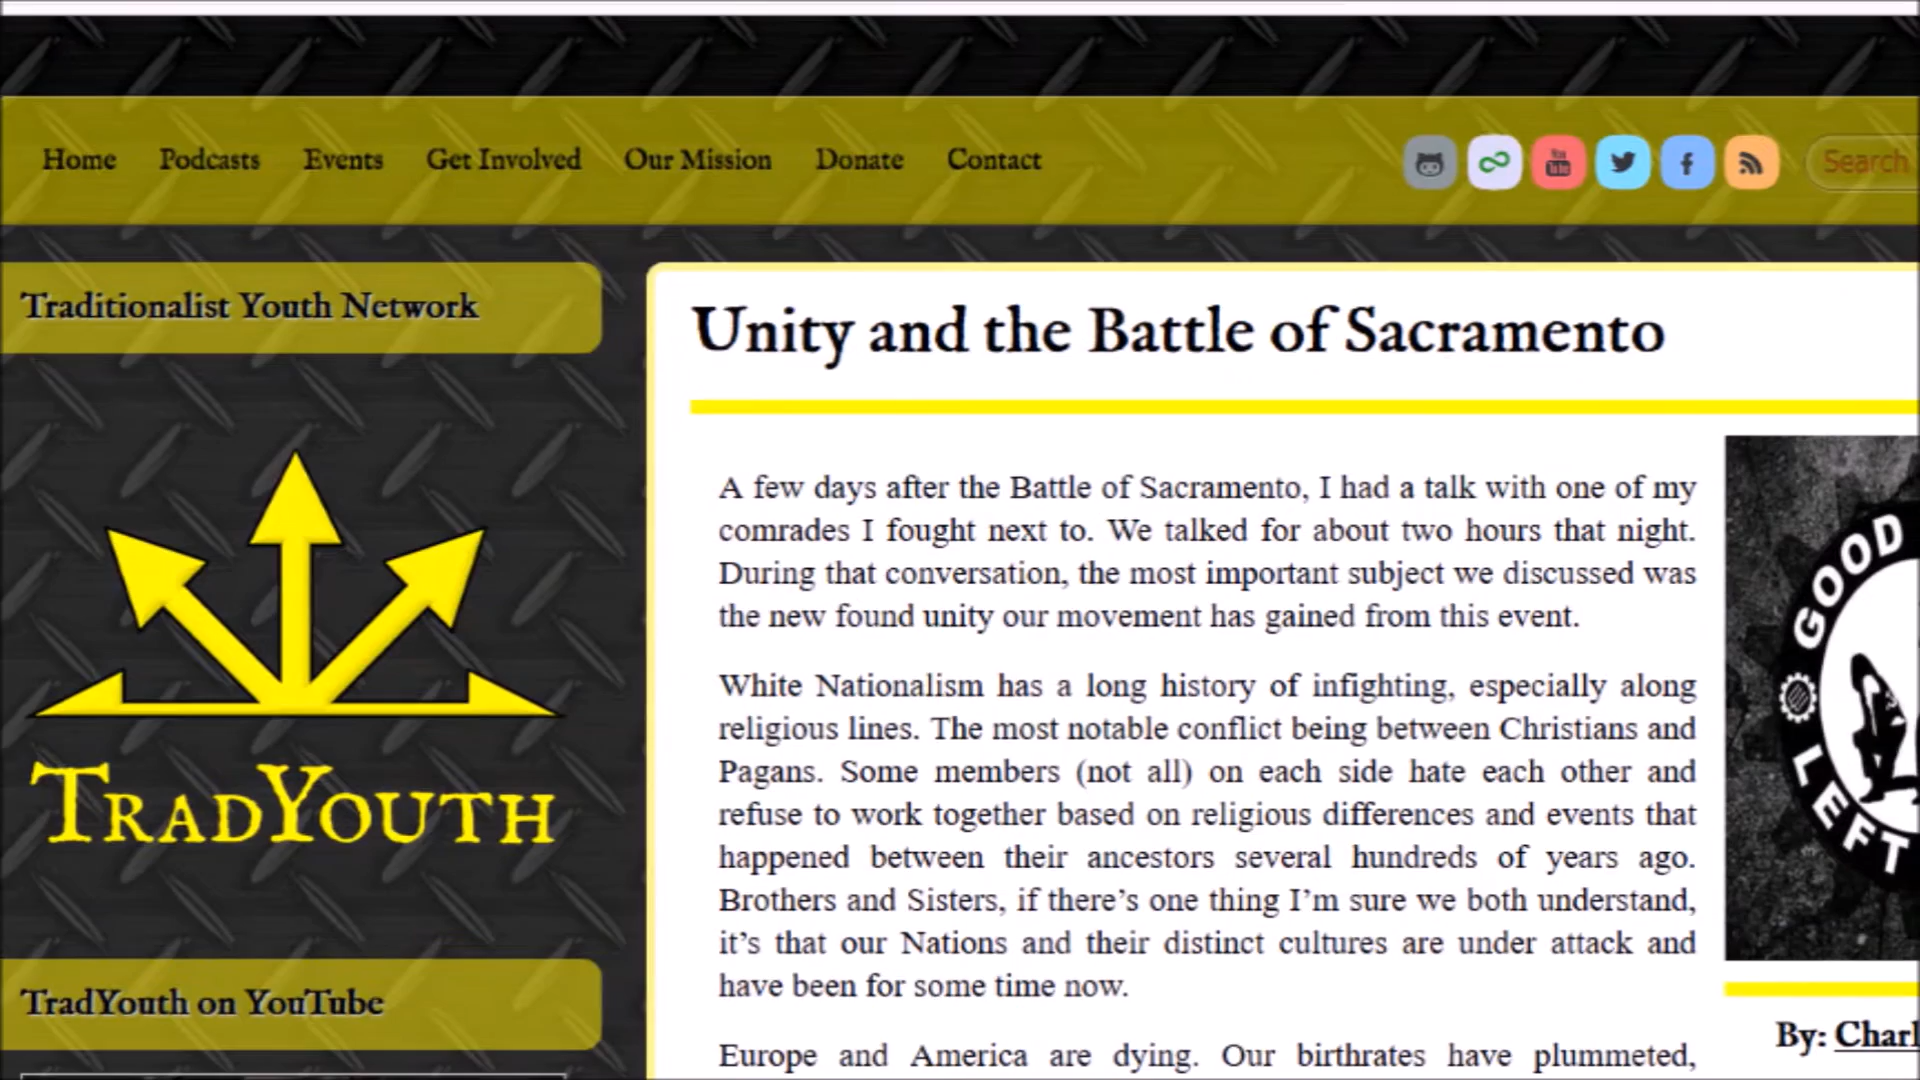 Home Podcasts Events Get Involved Our Mission Donate Contact
You
Search
Traditionalist Youth Network
TRADYOUTH
TradYouth on YouTube
Unity and the Battle of Sacramento
A few days after the Battle of Sacramento, I had a talk with one of my
comrades I fought next to. We talked for about two hours that night.
During that conversation, the most important subject we discussed was
the new found unity our movement has gained from this event.
White Nationalism has a long history of infighting, especially along
religious lines. The most notable conflict being between Christians and
Pagans. Some members (not all) on each side hate each other and
refuse to work together based on religious differences and events that
happened between their ancestors several hundreds of years ago.
Brothers and Sisters, if there’s one thing I’m sure we both understand,
it’s that our Nations and their distinct cultures are under attack and
have been for some time now.
Europe and America are dying. Our birthrates have plummeted,
GOOD
LEFT
By: Charl